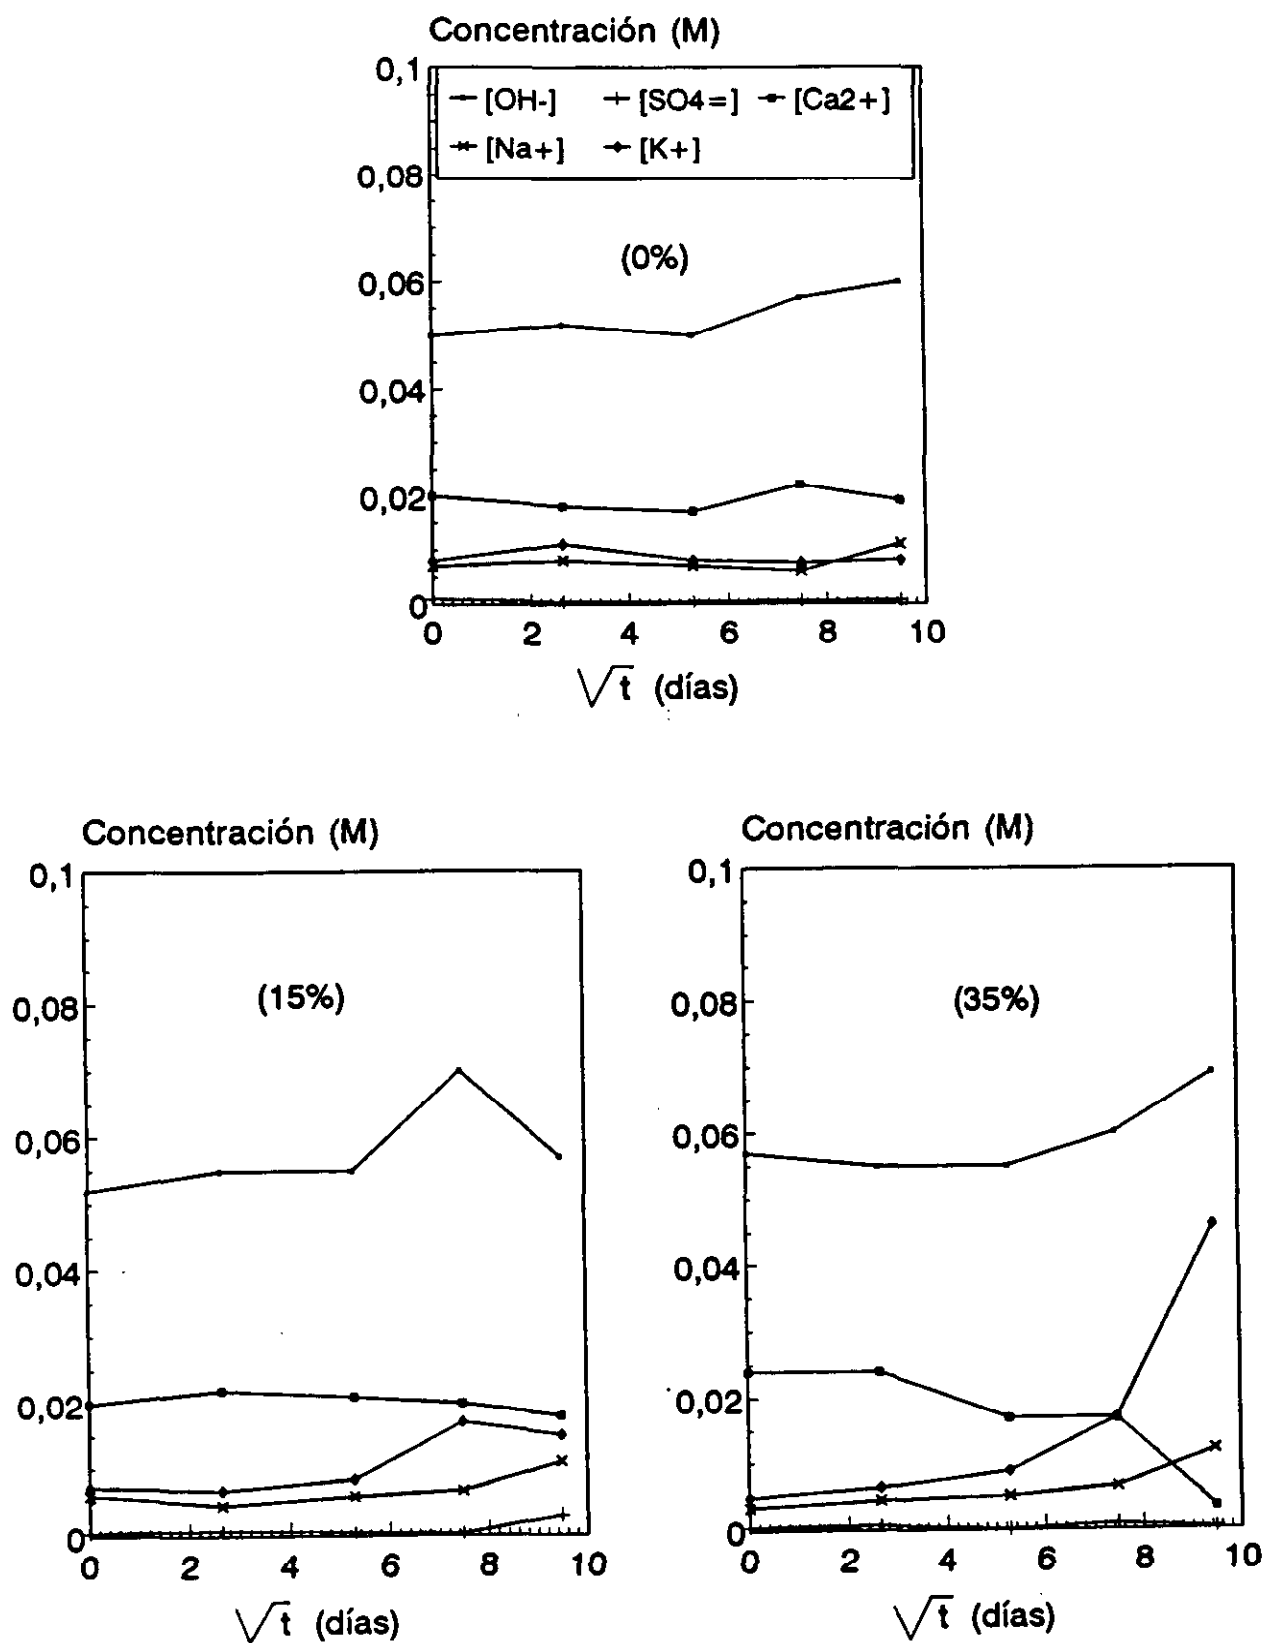 Concentración (M)
0,1
[OH-] [SO4=] [Ca2+]
[Na+] [K+]
0,08
(0%)
0,06
0,04
0,02
0
0 2 4 6 8 10
√t (días)
Concentración (M)
0,1
0,08
(15%)
0,06
0,04
0,02
0
0 2 4 6 8 10
√t (días)
Concentración (M)
0,1
0,08
(35%)
0,06
0,04
0,02
0
0 2 4 6 8 10
√t (días)